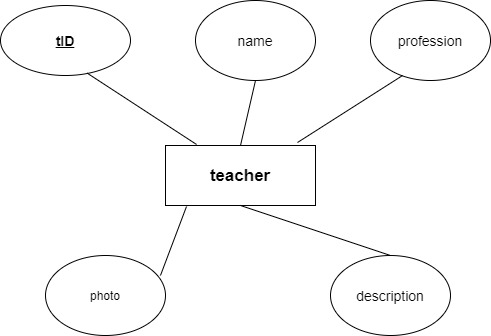 tID
name
profession
teacher
photo
description